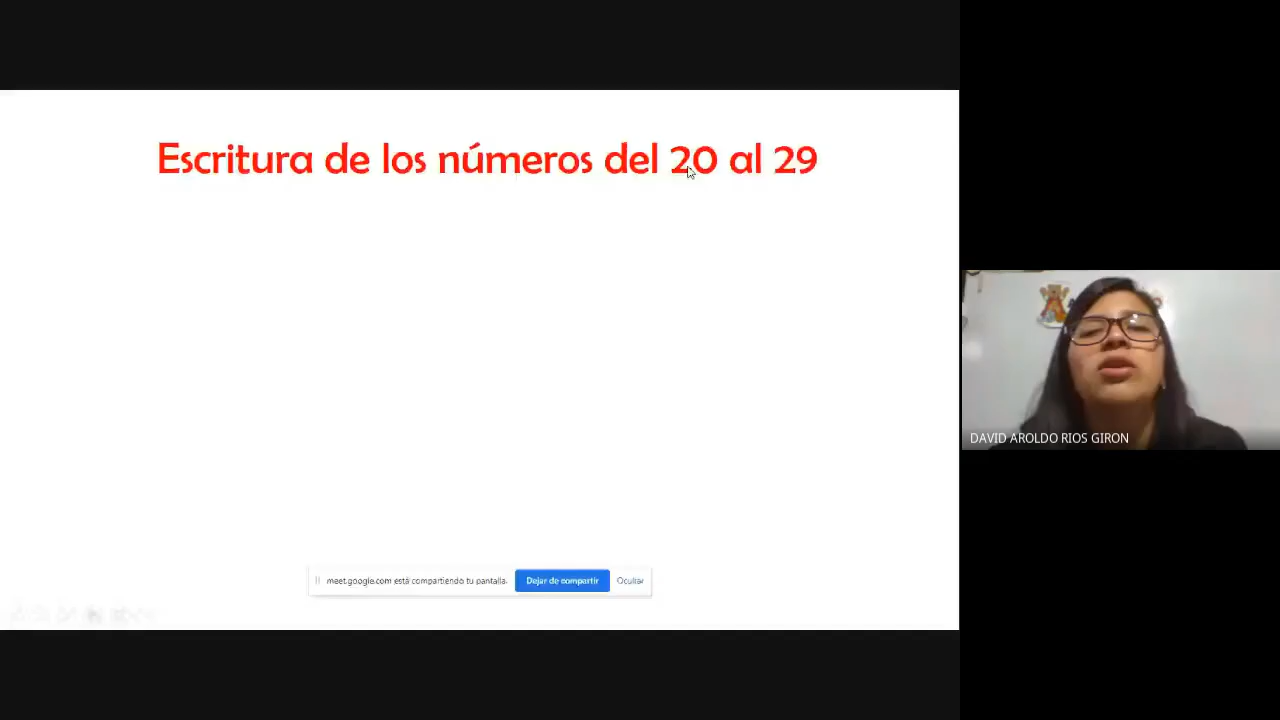 Escritura de los números del 20 al 29
meet.google.com está compartiendo tu pantalla. Dejar de compartir Ocultar
DAVID AROLDO RIOS GIRON